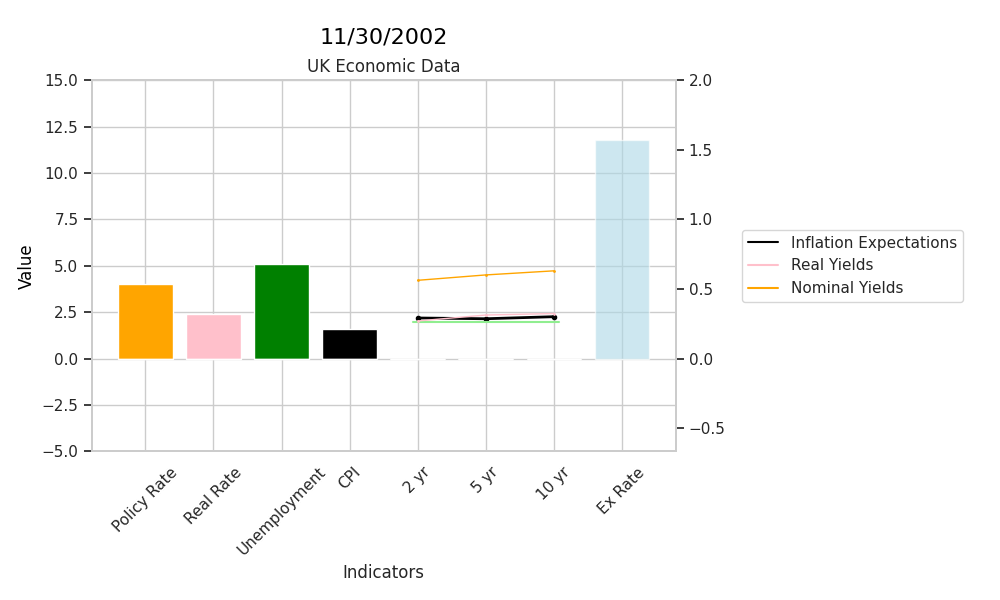 11/30/2002
UK Economic Data
15.0
12.5
10.0
7.5
5.0
2.5
0.0
−2.5
−5.0
Value
2.0
1.5
1.0
0.5
0.0
−0.5
Inflation Expectations
Real Yields
Nominal Yields
Policy Rate
Real Rate
Unemployment
CPI
2 yr
5 yr
10 yr
Ex Rate
Indicators